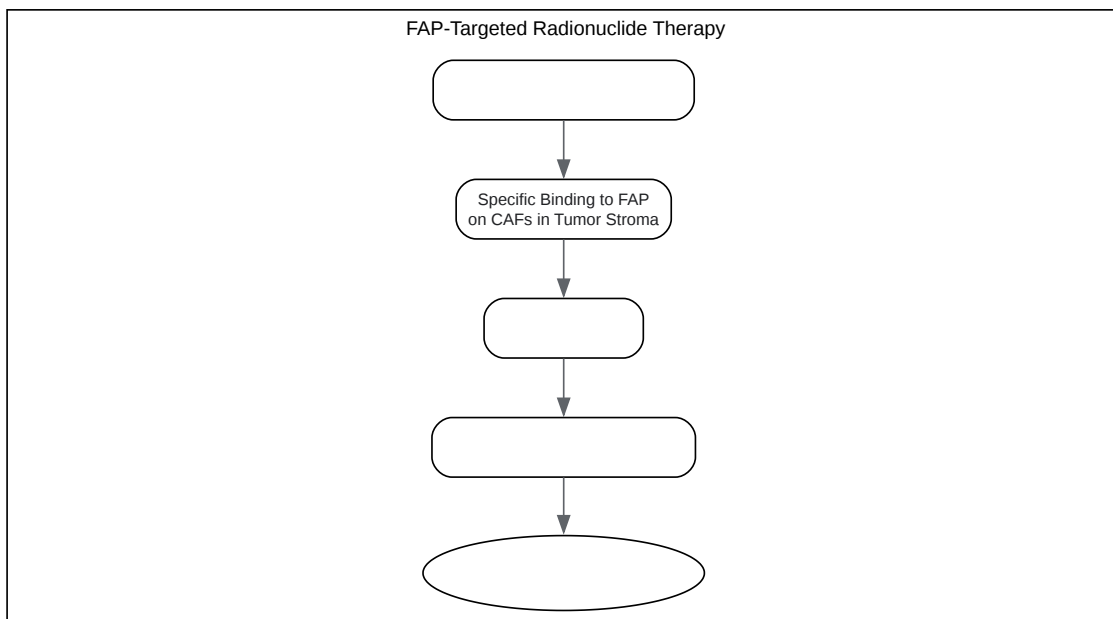 FAP-Targeted Radionuclide Therapy
Specific Binding to FAP
on CAFs in Tumor Stroma